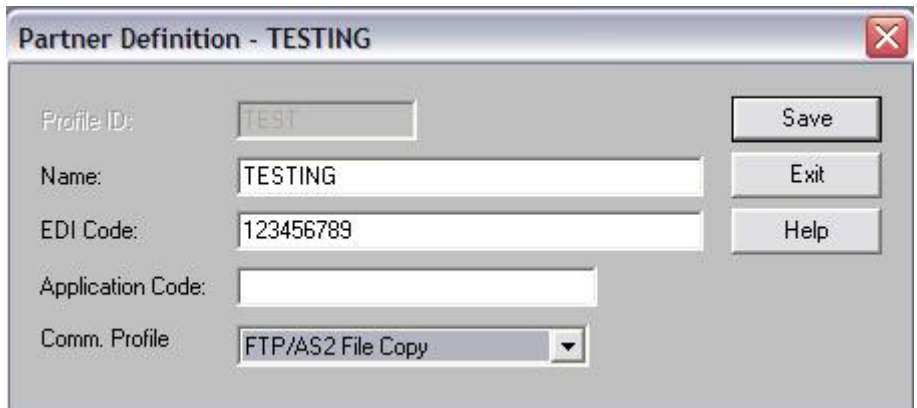 Partner Definition - TESTING
Profile ID: TEST Save
Name: TESTING Exit
EDI Code: 123456789 Help
Application Code:
Comm. Profile FTP/AS2 File Copy